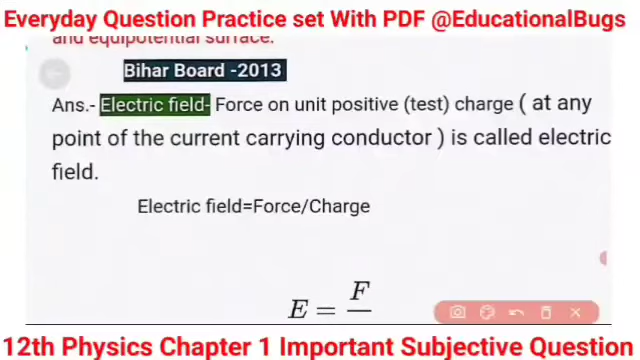 Everyday Question Practice set With PDF @EducationalBugs
and equipotential surface.
Bihar Board -2013
Ans.- Electric field- Force on unit positive (test) charge ( at any
point of the current carrying conductor ) is called electric
field.
Electric field=Force/Charge
E = F
12th Physics Chapter 1 Important Subjective Question